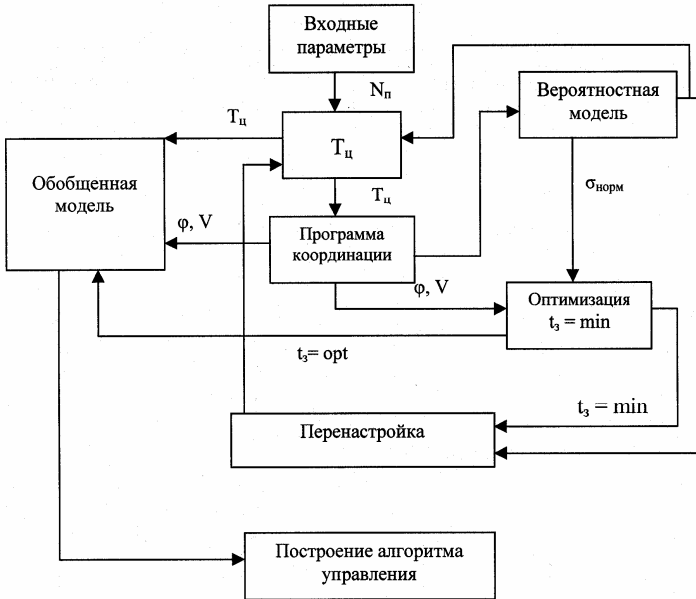 Входные
параметры
Nп
Вероятностная
модель
Tц
Tц
Обобщенная
модель
Tц
σнорм
φ, V
Программа
координации
φ, V
Оптимизация
tз = min
tз= opt
tз = min
Перенастройка
Построение алгоритма
управления